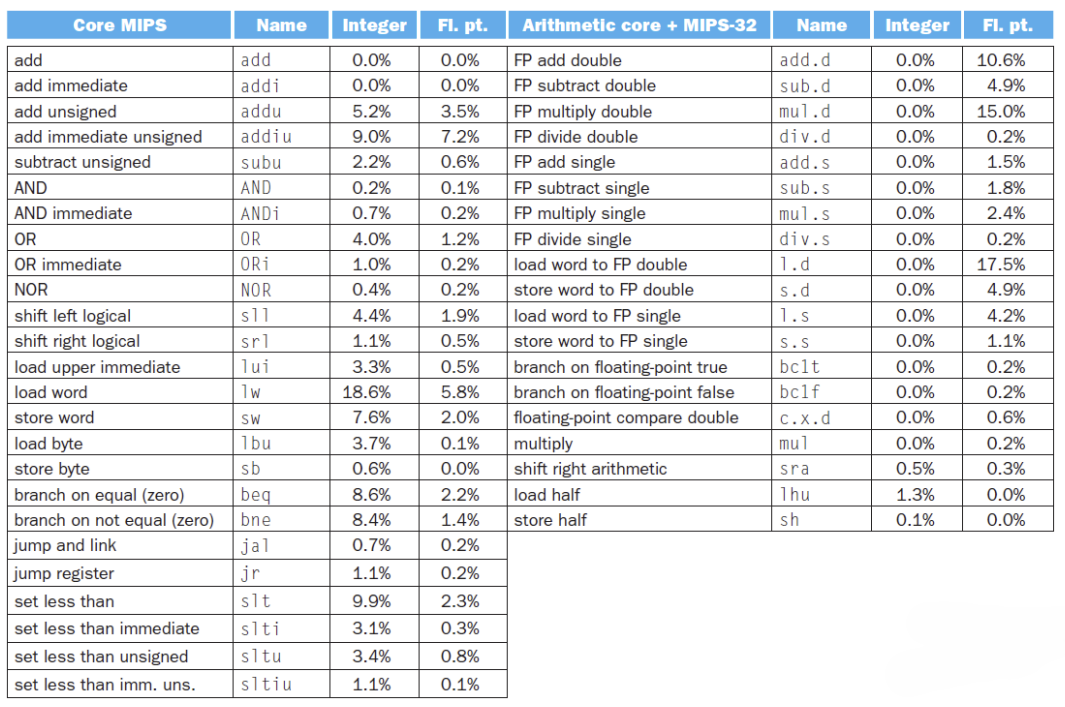 Core MIPS Name Integer Fl. pt. Arithmetic core + MIPS-32 Name Integer Fl. pt.
add add 0.0% 0.0% FP add double add.d 0.0% 10.6%
add immediate addi 0.0% 0.0% FP subtract double sub.d 0.0% 4.9%
add unsigned addu 5.2% 3.5% FP multiply double mul.d 0.0% 15.0%
add immediate unsigned addiu 9.0% 7.2% FP divide double div.d 0.0% 0.2%
subtract unsigned subu 2.2% 0.6% FP add single add.s 0.0% 1.5%
AND AND 0.2% 0.1% FP subtract single sub.s 0.0% 1.8%
AND immediate ANDi 0.7% 0.2% FP multiply single mul.s 0.0% 2.4%
OR OR 4.0% 1.2% FP divide single div.s 0.0% 0.2%
OR immediate ORi 1.0% 0.2% load word to FP double l.d 0.0% 17.5%
NOR NOR 0.4% 0.2% store word to FP double s.d 0.0% 4.9%
shift left logical sll 4.4% 1.9% load word to FP single l.s 0.0% 4.2%
shift right logical srl 1.1% 0.5% store word to FP single s.s 0.0% 1.1%
load upper immediate lui 3.3% 0.5% branch on floating-point true bclt 0.0% 0.2%
load word lw 18.6% 5.8% branch on floating-point false bclf 0.0% 0.2%
store word sw 7.6% 2.0% floating-point compare double c.x.d 0.0% 0.6%
load byte lbu 3.7% 0.1% multiply mul 0.0% 0.2%
store byte sb 0.6% 0.0% shift right arithmetic sra 0.5% 0.3%
branch on equal (zero) beq 8.6% 2.2% load half lhu 1.3% 0.0%
branch on not equal (zero) bne 8.4% 1.4% store half sh 0.1% 0.0%
jump and link jal 0.7% 0.2%
jump register jr 1.1% 0.2%
set less than slt 9.9% 2.3%
set less than immediate slti 3.1% 0.3%
set less than unsigned sltu 3.4% 0.8%
set less than imm. uns. sltiu 1.1% 0.1%